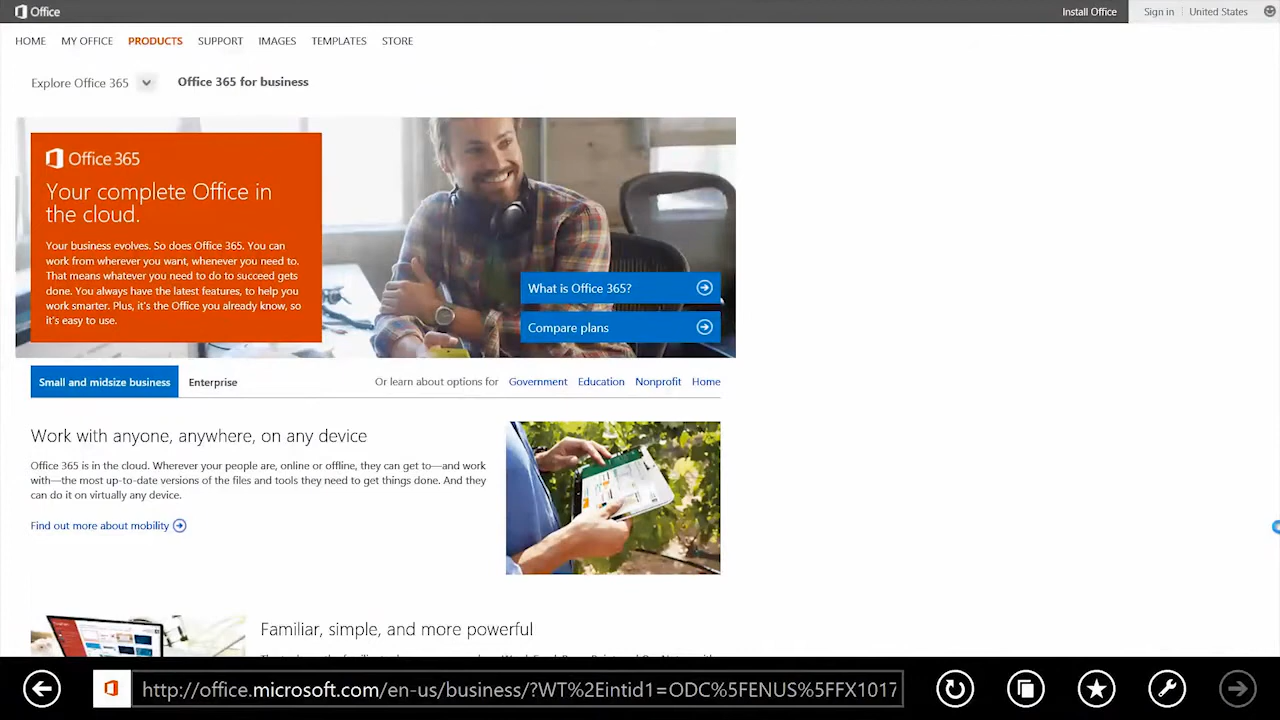 Office
Install Office
Sign in
United States
HOME
MY OFFICE
PRODUCTS
SUPPORT
IMAGES
TEMPLATES
STORE
Explore Office 365
Office 365 for business
Office 365
Your complete Office in
the cloud.
Your business evolves. So does Office 365. You can
work from wherever you want, whenever you need to.
That means whatever you need to do to succeed gets
done. You always have the latest features, to help you
work smarter. Plus, it's the Office you already know, so
it's easy to use.
What is Office 365?
Compare plans
Small and midsize business
Enterprise
Or learn about options for
Government
Education
Nonprofit
Home
Work with anyone, anywhere, on any device
Office 365 is in the cloud. Wherever your people are, online or offline, they can get to—and work
with—the most up-to-date versions of the files and tools they need to get things done. And they
can do it on virtually any device.
Find out more about mobility
Familiar, simple, and more powerful
http://office.microsoft.com/en-us/business/?WT%2Eintid1=ODC%5FENUS%5FFX1017